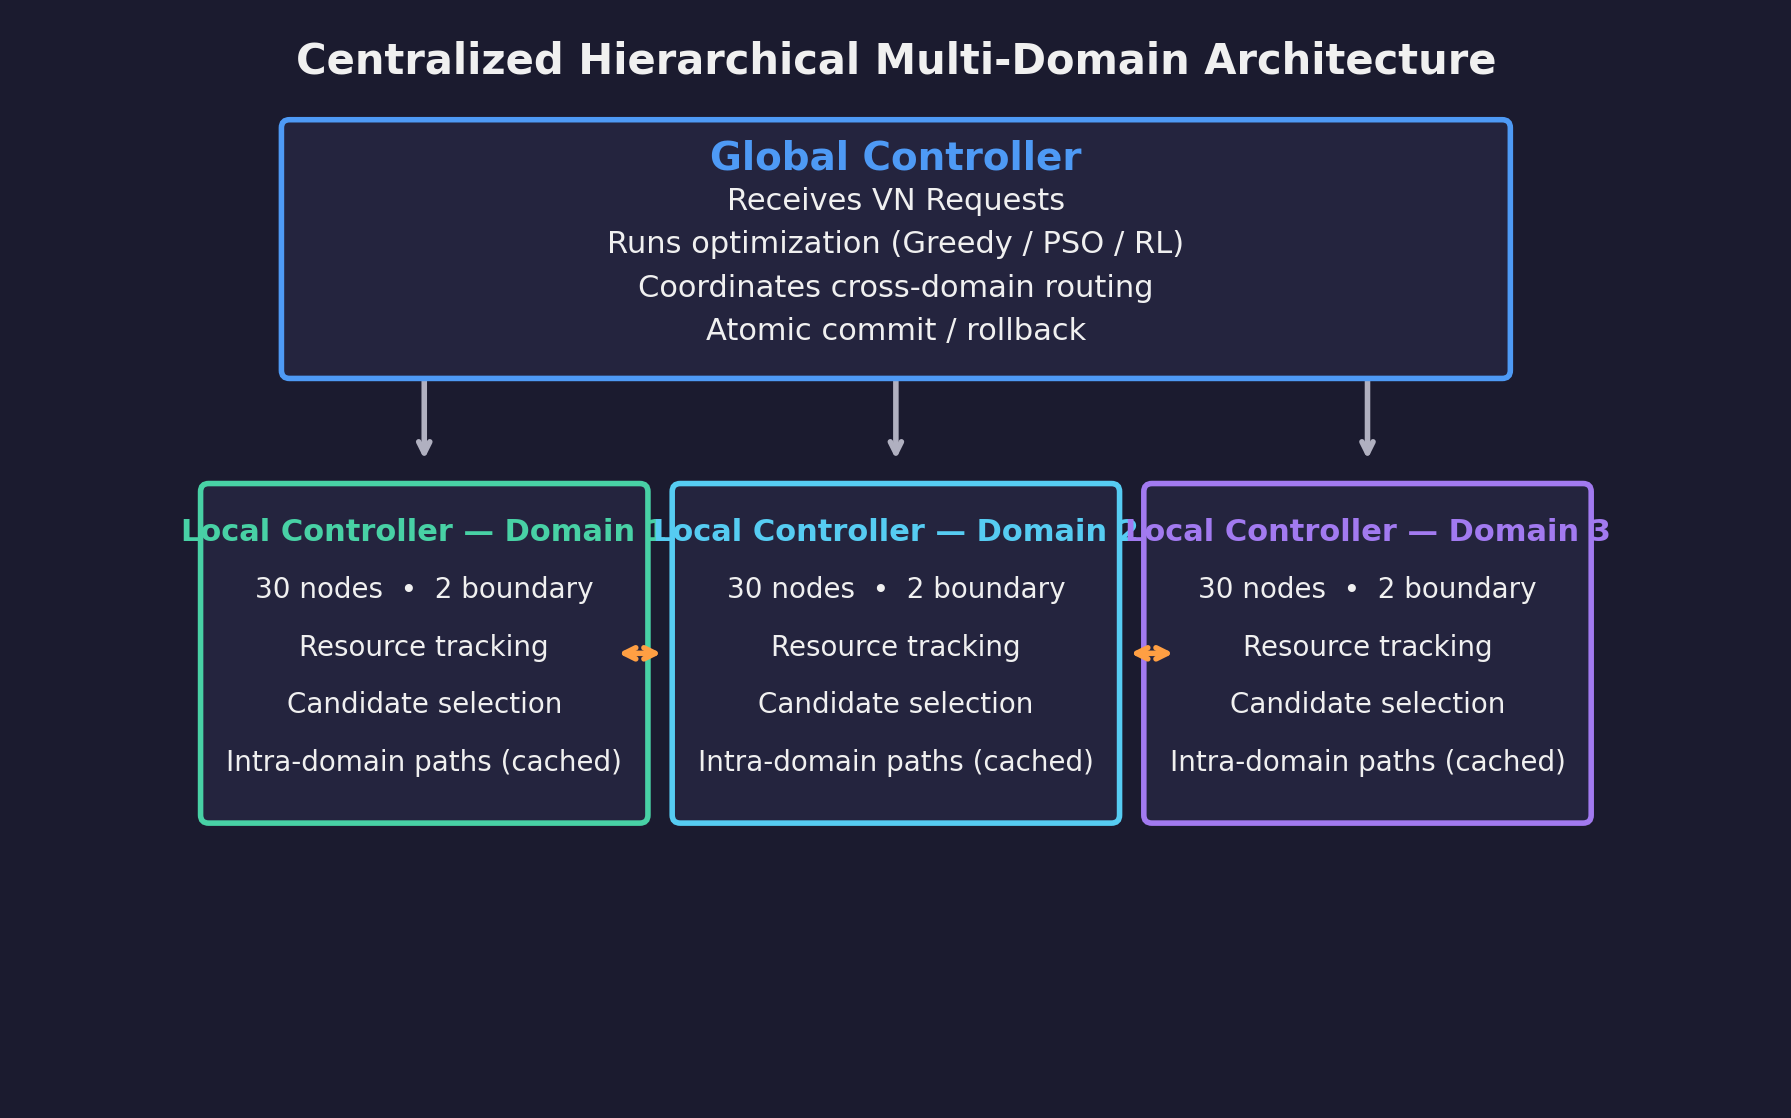 Centralized Hierarchical Multi-Domain Architecture
Global Controller
Receives VN Requests
Runs optimization (Greedy / PSO / RL)
Coordinates cross-domain routing
Atomic commit / rollback
Local Controller — Domain 1
30 nodes • 2 boundary
Resource tracking
Candidate selection
Intra-domain paths (cached)
Local Controller — Domain 2
30 nodes • 2 boundary
Resource tracking
Candidate selection
Intra-domain paths (cached)
Local Controller — Domain 3
30 nodes • 2 boundary
Resource tracking
Candidate selection
Intra-domain paths (cached)